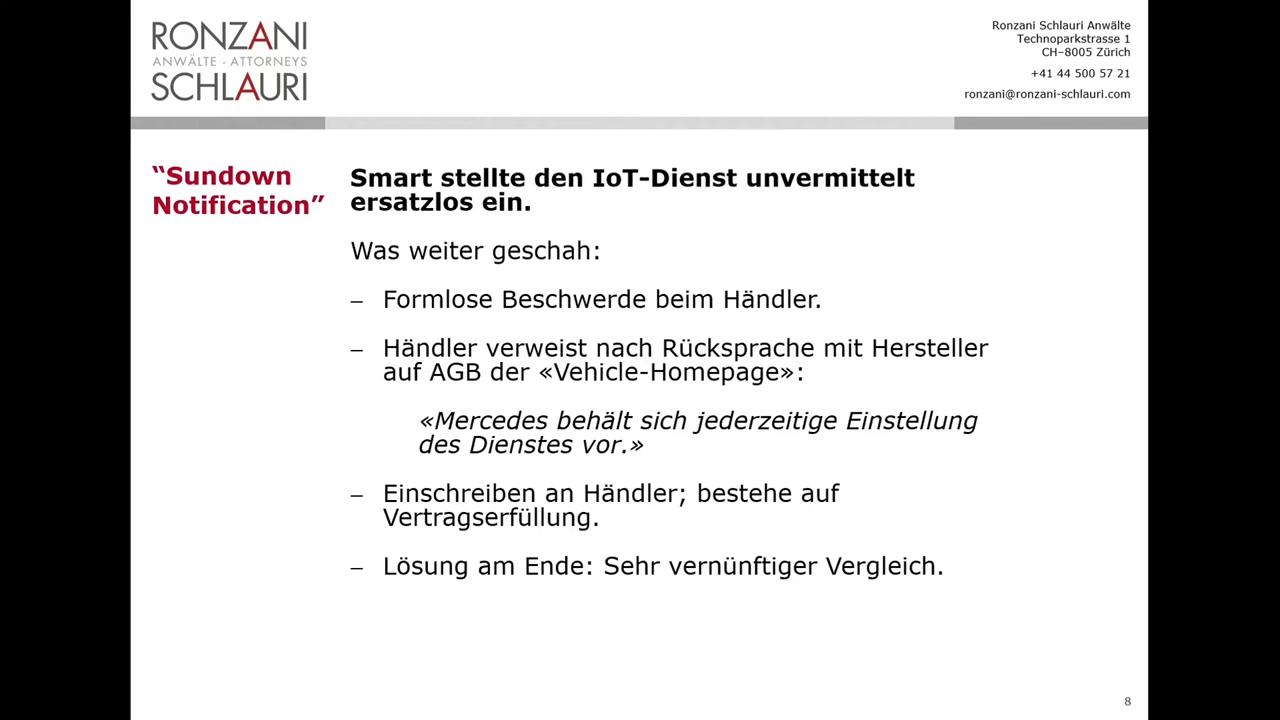 RONZANI
ANWÄLTE - ATTORNEYS
SCHLAURI
Ronzani Schlauri Anwälte
Technoparkstrasse 1
CH–8005 Zürich
+41 44 500 57 21
ronzani@ronzani-schlauri.com
“Sundown
Notification”
Smart stellte den IoT-Dienst unvermittelt
ersatzlos ein.
Was weiter geschah:
– Formlose Beschwerde beim Händler.
– Händler verweist nach Rücksprache mit Hersteller
auf AGB der «Vehicle-Homepage»:
«Mercedes behält sich jederzeitige Einstellung
des Dienstes vor.»
– Einschreiben an Händler; bestehe auf
Vertragserfüllung.
– Lösung am Ende: Sehr vernünftiger Vergleich.
8